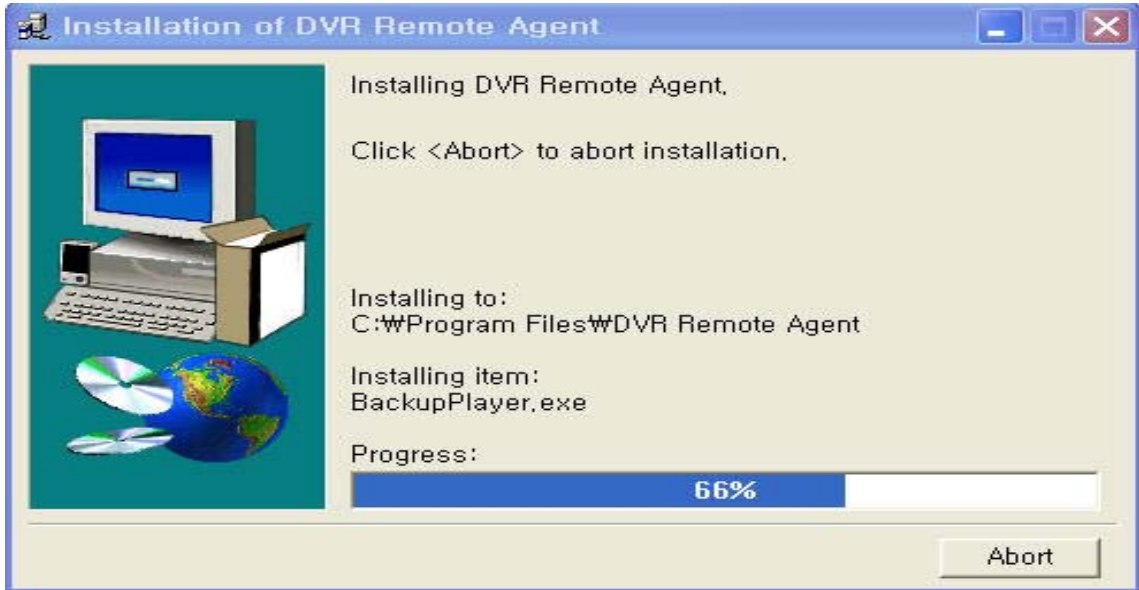 Installation of DVR Remote Agent
Installing DVR Remote Agent.
Click <Abort> to abort installation.
Installing to:
C:₩Program Files₩DVR Remote Agent
Installing item:
BackupPlayer.exe
Progress:
66%
Abort